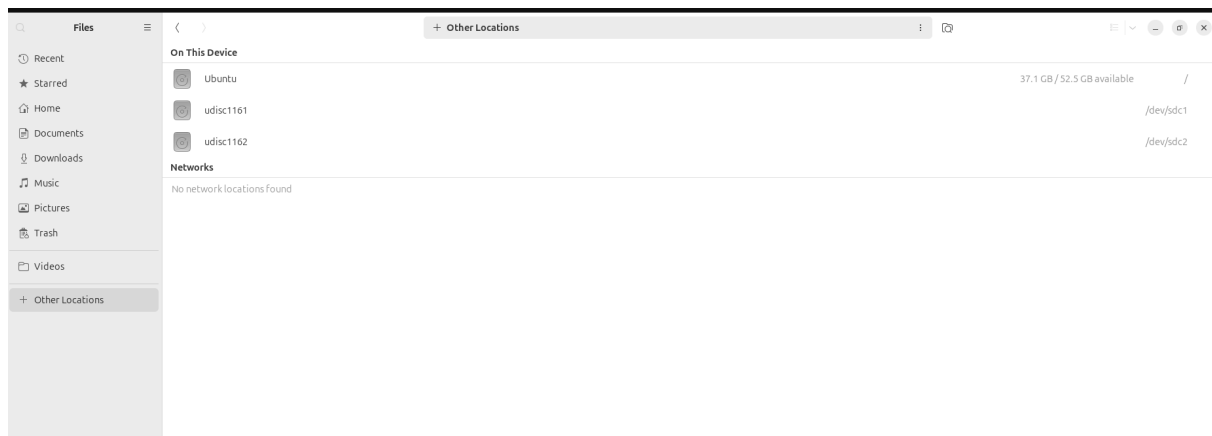 Files
Recent
Starred
Home
Documents
Downloads
Music
Pictures
Trash
Videos
+ Other Locations
+ Other Locations
On This Device
Ubuntu 37.1 GB / 52.5 GB available /
udisc1161 /dev/sdc1
udisc1162 /dev/sdc2
Networks
No network locations found